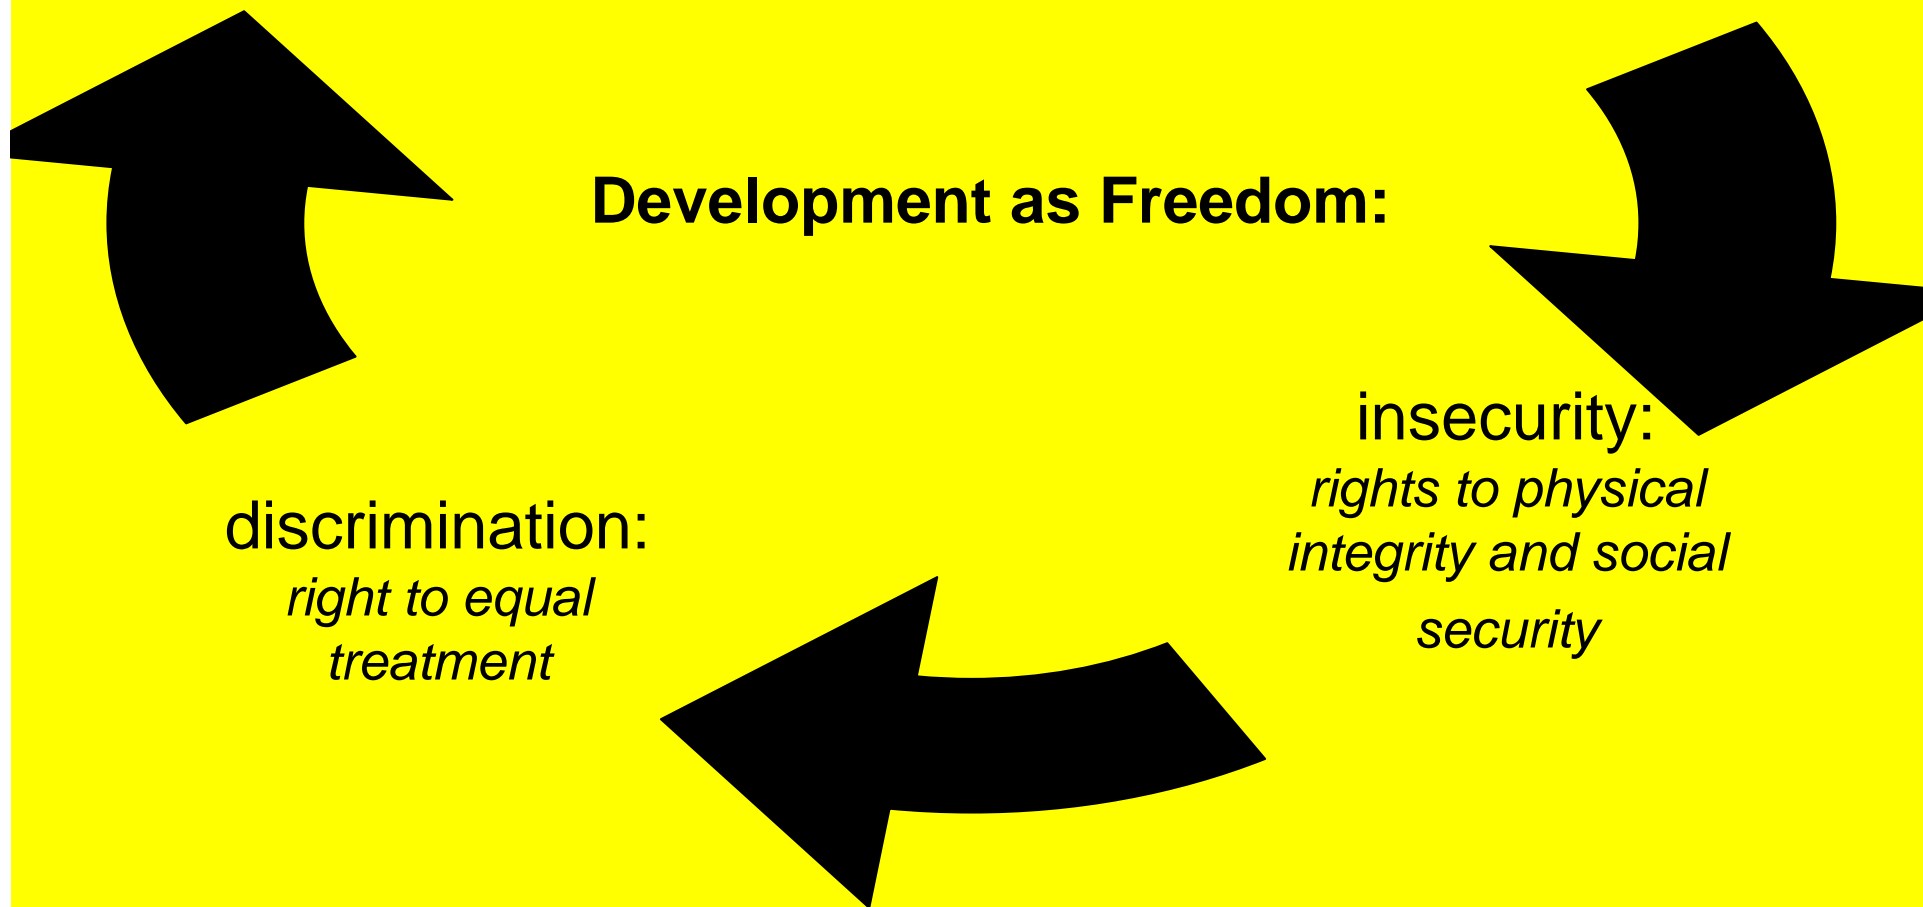 Development as Freedom:
insecurity:
rights to physical
integrity and social
security
discrimination:
right to equal
treatment